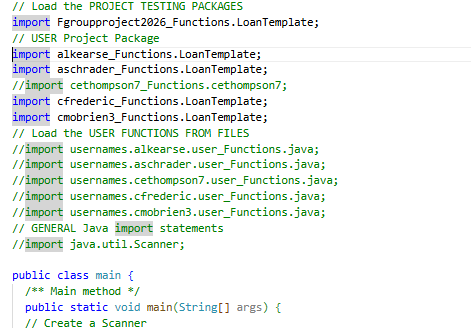 // Load the PROJECT TESTING PACKAGES
import Fgroupproject2026_Functions.LoanTemplate;
// USER Project Package
import alkearse_Functions.LoanTemplate;
import aschrader_Functions.LoanTemplate;
//import cethompson7_Functions.cethompson7;
import cfrederic_Functions.LoanTemplate;
import cmobrien3_Functions.LoanTemplate;
// Load the USER FUNCTIONS FROM FILES
//import usernames.alkearse.user_Functions.java;
//import usernames.aschrader.user_Functions.java;
//import usernames.cethompson7.user_Functions.java;
//import usernames.cfrederic.user_Functions.java;
//import usernames.cmobrien3.user_Functions.java;
// GENERAL Java import statements
//import java.util.Scanner;

public class main {
  /** Main method */
  public static void main(String[] args) {
  // Create a Scanner